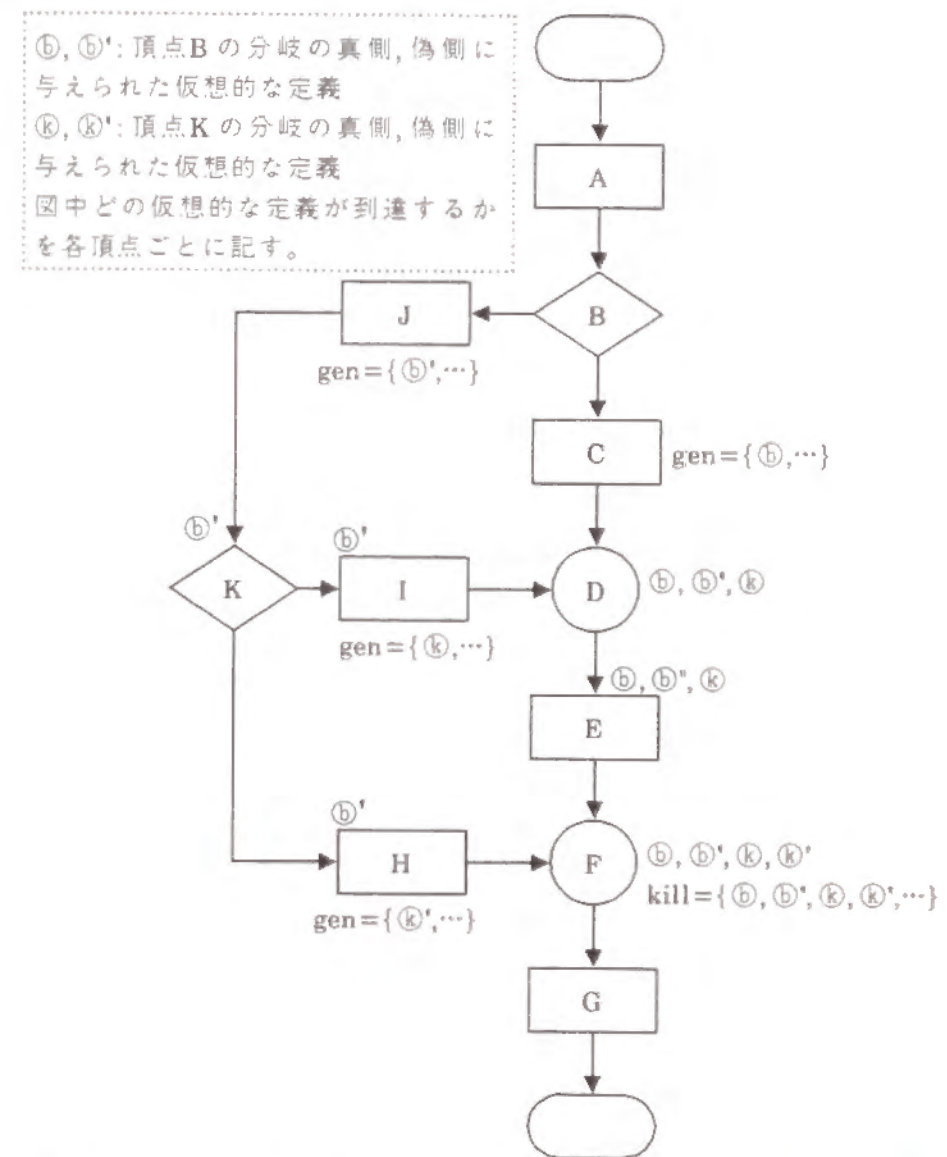 ⓑ, ⓑ': 頂点Bの分岐の真側, 偽側に
与えられた仮想的な定義
ⓚ, ⓚ': 頂点Kの分岐の真側, 偽側に
与えられた仮想的な定義
図中どの仮想的な定義が到達するか
を各頂点ごとに記す。
A
J
B
gen={ⓑ',…}
C
gen={ⓑ,…}
ⓑ'
ⓑ'
K
I
D
ⓑ, ⓑ', ⓚ
gen={ⓚ,…}
ⓑ, ⓑ', ⓚ
E
ⓑ'
H
F
ⓑ, ⓑ', ⓚ, ⓚ'
kill={ⓑ, ⓑ', ⓚ, ⓚ',…}
gen={ⓚ',…}
G